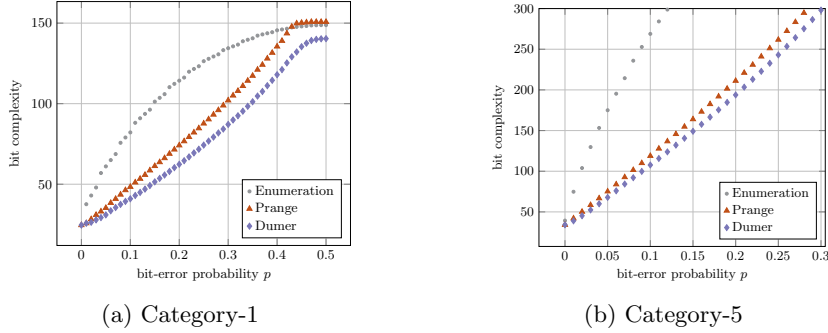 150
100
50
bit complexity
0
0.1
0.2
0.3
0.4
0.5
bit-error probability p
Enumeration
Prange
Dumer
(a) Category-1
300
250
200
150
100
50
bit complexity
0
0.05
0.1
0.15
0.2
0.25
0.3
bit-error probability p
Enumeration
Prange
Dumer
(b) Category-5